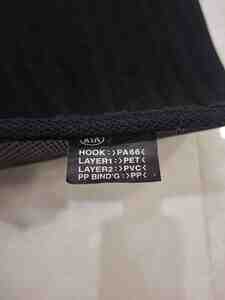 KIA
HOOK:>PA66<
LAYER1:>PET<
LAYER2:>PVC<
PP BIND'G:>PP<